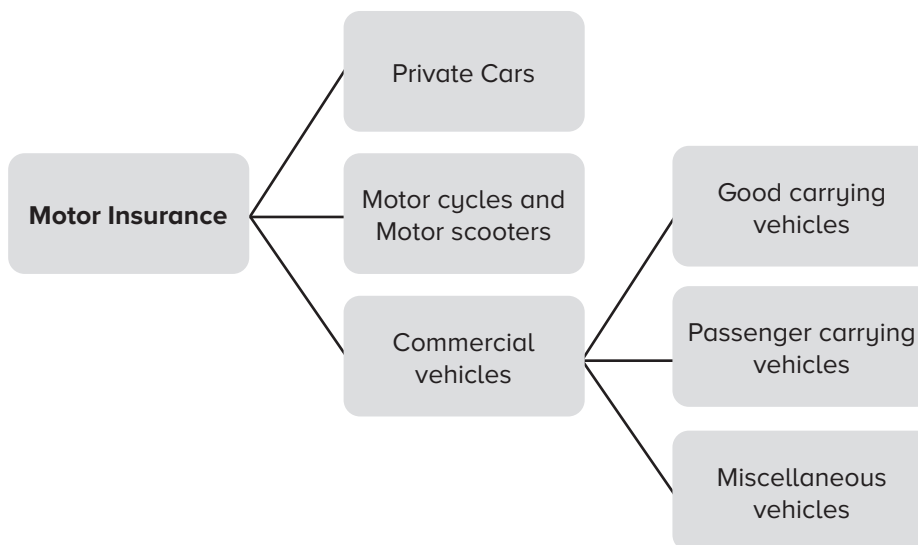 Private Cars
Motor Insurance
Motor cycles and
Motor scooters
Commercial
vehicles
Good carrying
vehicles
Passenger carrying
vehicles
Miscellaneous
vehicles